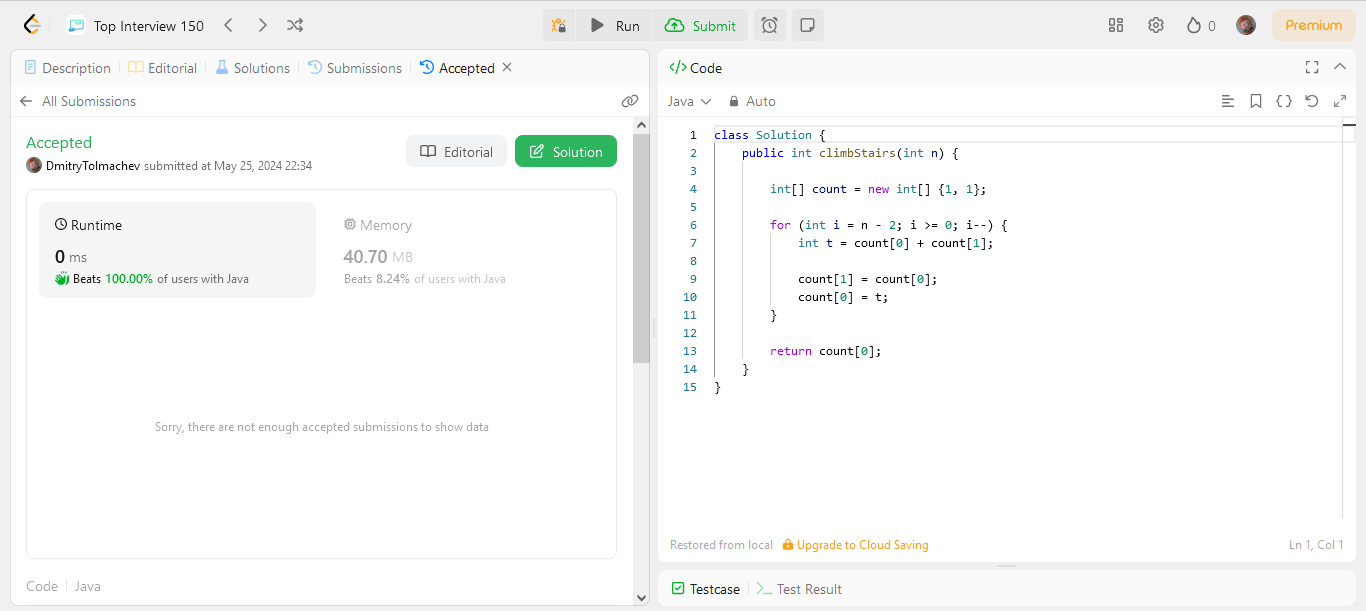 Top Interview 150
Run
Submit
0
Premium
Description
Editorial
Solutions
Submissions
Accepted
All Submissions
Accepted
DmitryTolmachev submitted at May 25, 2024 22:34
Editorial
Solution
Runtime
0 ms
Beats 100.00% of users with Java
Memory
40.70 MB
Beats 8.24% of users with Java
Sorry, there are not enough accepted submissions to show data
Code
Java
</> Code
Java
Auto
1 class Solution {
2     public int climbStairs(int n) {
3
4         int[] count = new int[] {1, 1};
5
6         for (int i = n - 2; i >= 0; i--) {
7             int t = count[0] + count[1];
8
9             count[1] = count[0];
10             count[0] = t;
11         }
12
13         return count[0];
14     }
15 }
Restored from local
Upgrade to Cloud Saving
Ln 1, Col 1
Testcase
Test Result